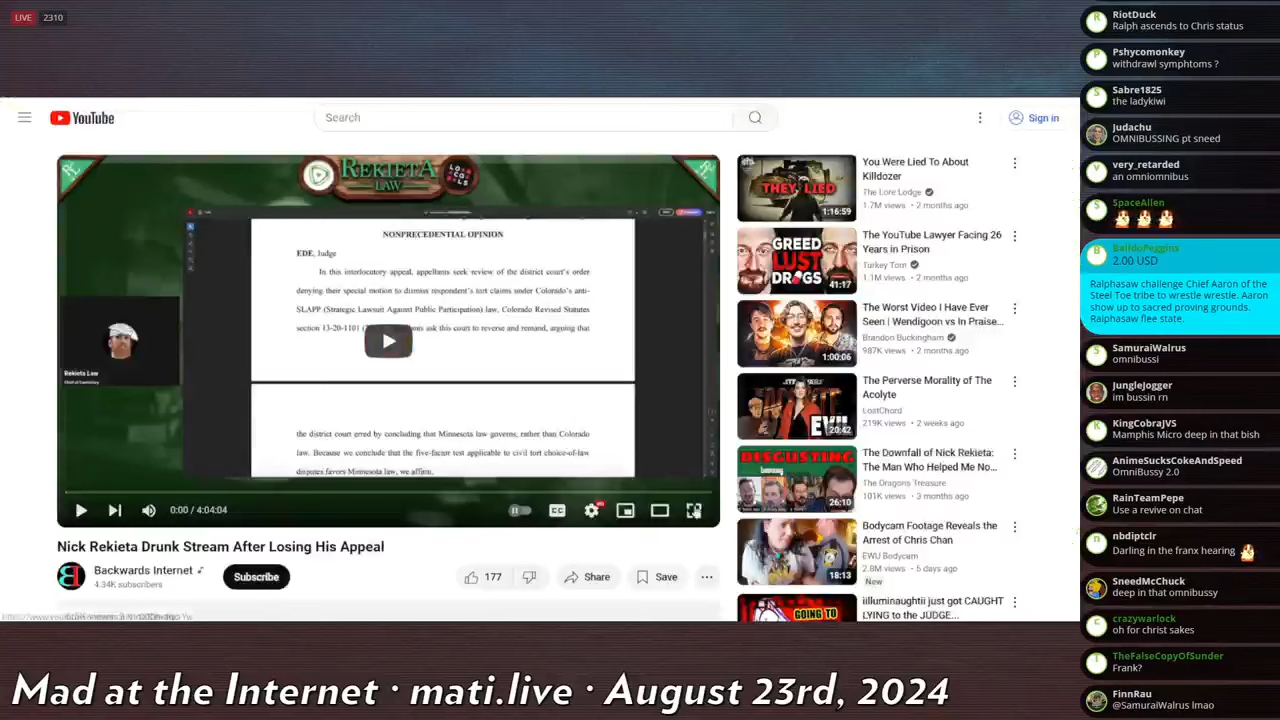 LIVE 2310
YouTube
Search
Sign in
REKIETA
LAW
LOCALS
NONPRECEDENTIAL OPINION
EDE, Judge
In this interlocutory appeal, appellants seek review of the district court's order
denying their special motion to dismiss respondent's tort claims under Colorado's anti-
SLAPP (Strategic Lawsuit Against Public Participation) law, Colorado Revised Statutes
section 13-20-1101 ask this court to reverse and remand, arguing that
the district court erred by concluding that Minnesota law governs, rather than Colorado
law. Because we conclude that the five-factor test applicable to civil tort choice-of-law
disputes favors Minnesota law, we affirm.
Rekieta Law
0:00 / 4:04:04
CC
Nick Rekieta Drunk Stream After Losing His Appeal
Backwards Internet
4.34K subscribers
Subscribe
177
Share
Save
THEY LIED
1:16:59
You Were Lied To About
Killdozer
The Lore Lodge
1.7M views • 2 months ago
GREED
LUST
DRUGS
41:17
The YouTube Lawyer Facing 26
Years in Prison
Turkey Tom
1.1M views • 2 months ago
1:00:06
The Worst Video I Have Ever
Seen | Wendigoon vs In Praise...
Brandon Buckingham
987K views • 2 months ago
EVIL
20:42
The Perverse Morality of The
Acolyte
LostChord
219K views • 2 weeks ago
DISGUSTING
26:10
The Downfall of Nick Rekieta:
The Man Who Helped Me No...
The Dragons Treasure
101K views • 3 months ago
18:13
Bodycam Footage Reveals the
Arrest of Chris Chan
EWU Bodycam
2.8M views • 5 days ago
New
GOING TO
iilluminaughtii just got CAUGHT
LYING to the JUDGE...
RiotDuck
Ralph ascends to Chris status
Pshycomonkey
withdrawl symphtoms ?
Sabre1825
the ladykiwi
Judachu
OMNIBUSSING pt sneed
very_retarded
an omniomnibus
SpaceAllen
BalldoPeggins
2.00 USD
Ralphasaw challenge Chief Aaron of the
Steel Toe tribe to wrestle wrestle. Aaron
show up to sacred proving grounds.
Ralphasaw flee state.
SamuraiWalrus
omnibussi
JungleJogger
im bussin rn
KingCobraJVS
Mamphis Micro deep in that bish
AnimeSucksCokeAndSpeed
OmniBussy 2.0
RainTeamPepe
Use a revive on chat
nbdiptclr
Darling in the franx hearing
SneedMcChuck
deep in that omnibussy
crazywarlock
oh for christ sakes
TheFalseCopyOfSunder
Frank?
FinnRau
@SamuraiWalrus lmao
Mad at the Internet · mati.live · August 23rd, 2024